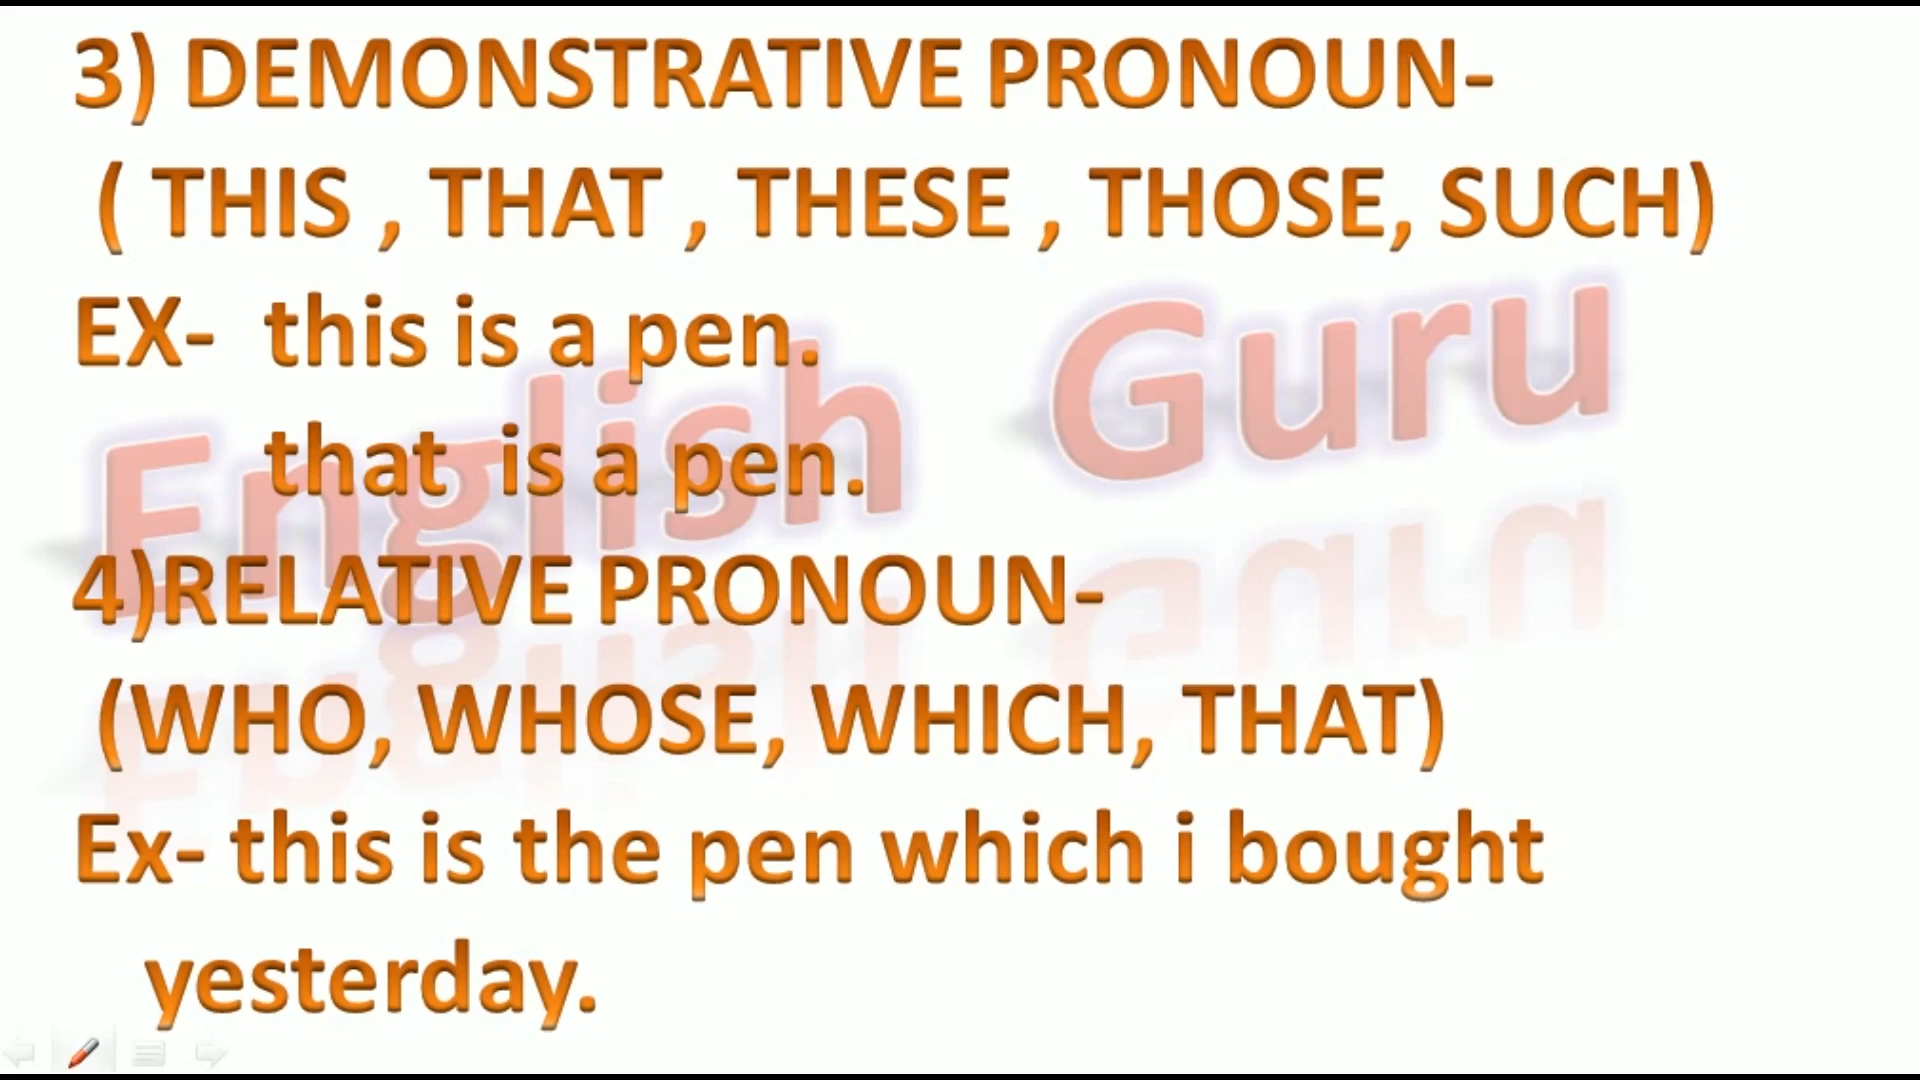 3) DEMONSTRATIVE PRONOUN-
( THIS , THAT , THESE , THOSE, SUCH)
EX- this is a pen.
that is a pen.
English Guru
4)RELATIVE PRONOUN-
(WHO, WHOSE, WHICH, THAT)
Ex- this is the pen which i bought
yesterday.